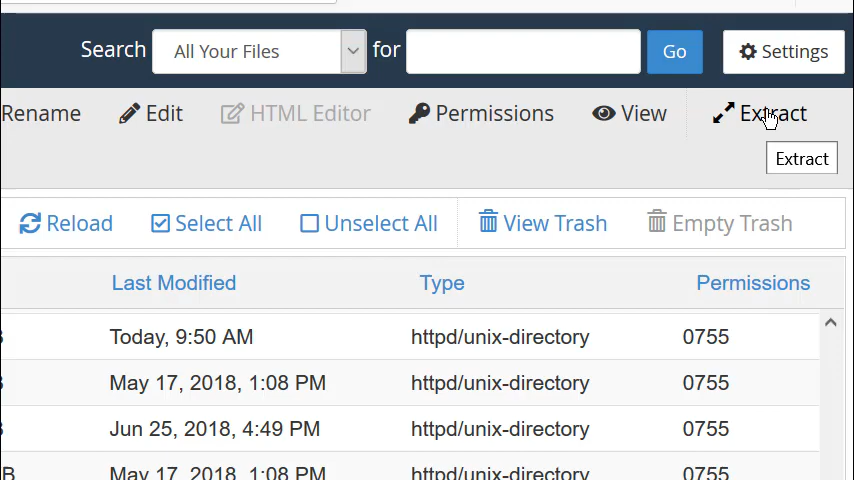 Search All Your Files for Go Settings
Rename Edit HTML Editor Permissions View Extract
Extract
Reload Select All Unselect All View Trash Empty Trash
Last Modified Type Permissions
Today, 9:50 AM httpd/unix-directory 0755
May 17, 2018, 1:08 PM httpd/unix-directory 0755
Jun 25, 2018, 4:49 PM httpd/unix-directory 0755
B May 17, 2018, 1:08 PM httpd/unix-directory 0755